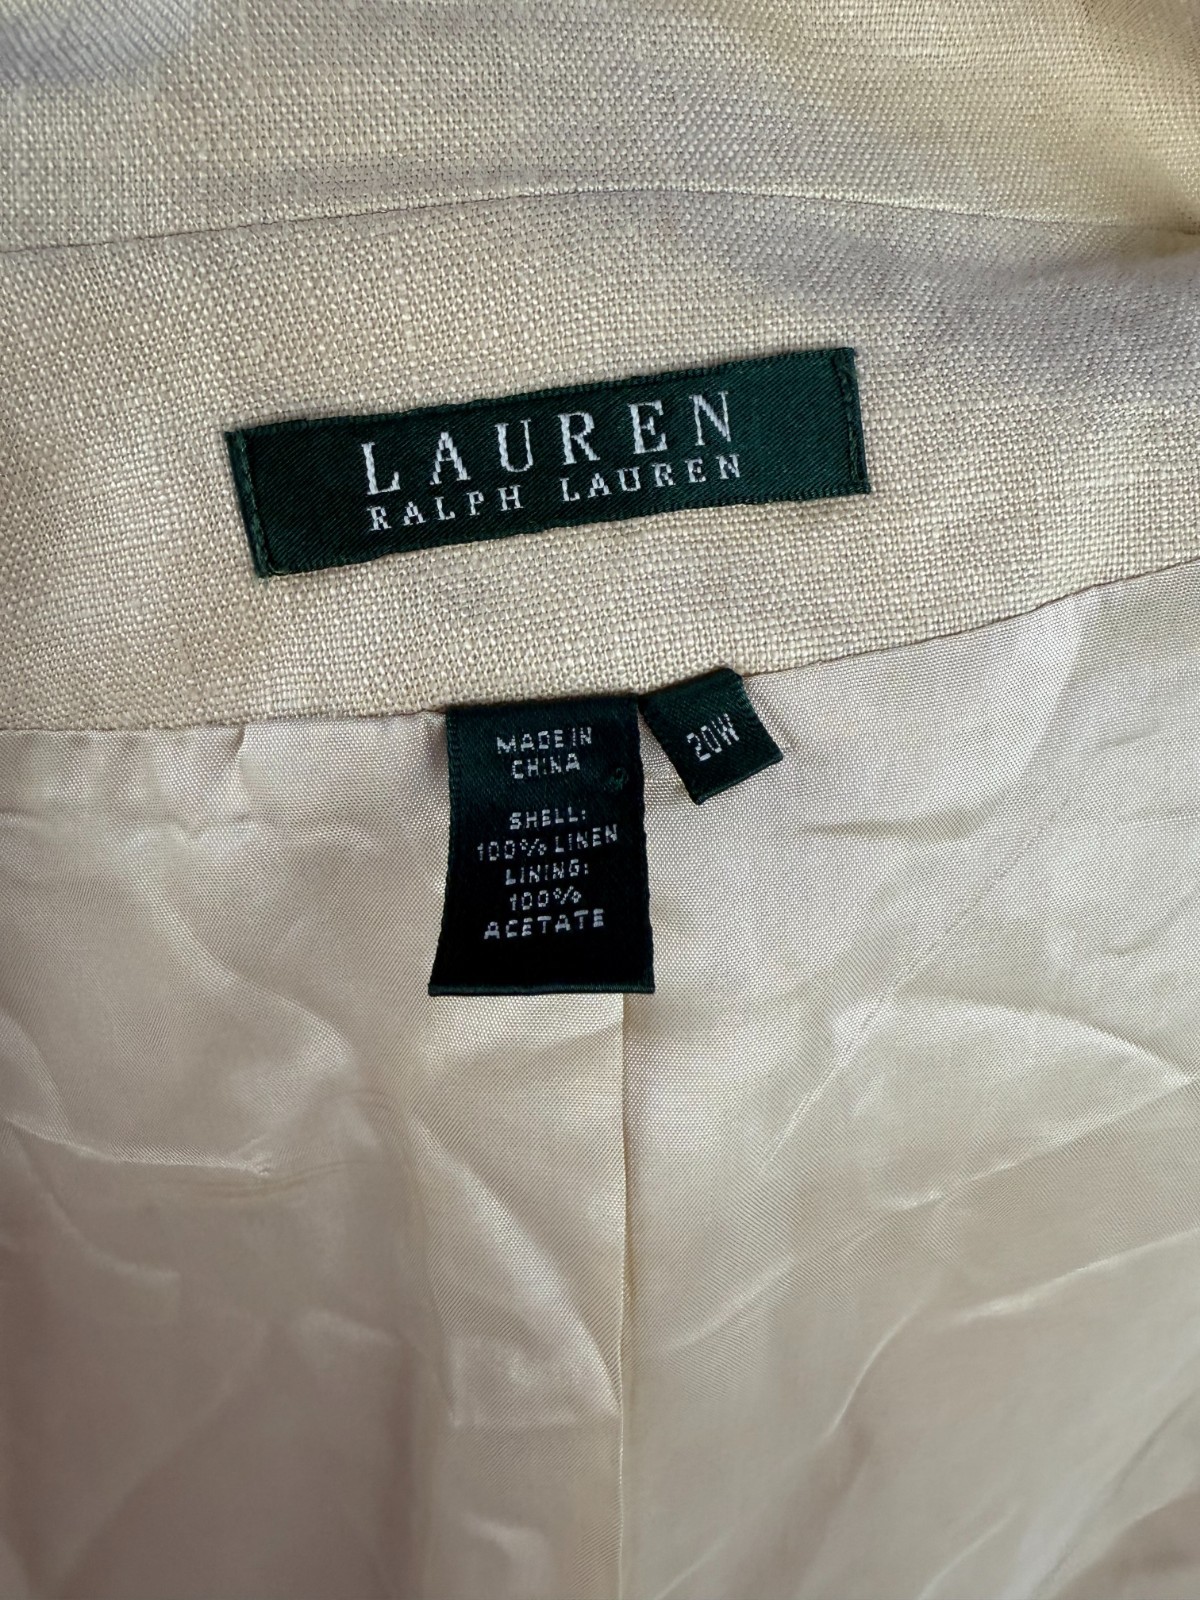 LAUREN
RALPH LAUREN
MADE IN
CHINA
SHELL:
100% LINEN
LINING:
100%
ACETATE
20W